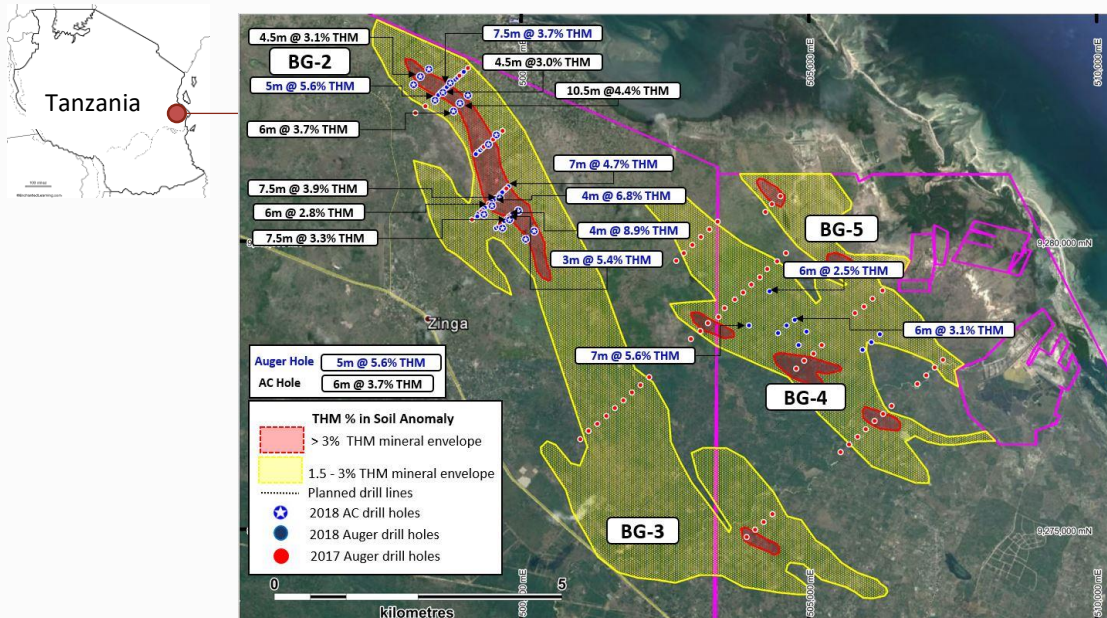 Tanzania
4.5m @ 3.1% THM
7.5m @ 3.7% THM
BG-2
4.5m @3.0% THM
5m @ 5.6% THM
10.5m @4.4% THM
6m @ 3.7% THM
7m @ 4.7% THM
7.5m @ 3.9% THM
4m @ 6.8% THM
6m @ 2.8% THM
7.5m @ 3.3% THM
4m @ 8.9% THM
3m @ 5.4% THM
BG-5
9,280,000 mN
6m @ 2.5% THM
6m @ 3.1% THM
Zinga
7m @ 5.6% THM
BG-4
Auger Hole
5m @ 5.6% THM
AC Hole
6m @ 3.7% THM
THM % in Soil Anomaly
> 3% THM mineral envelope
1.5 - 3% THM mineral envelope
Planned drill lines
2018 AC drill holes
2018 Auger drill holes
2017 Auger drill holes
BG-3
9,275,000 mN
0
5
kilometres
505,000 mE
510,000 mE